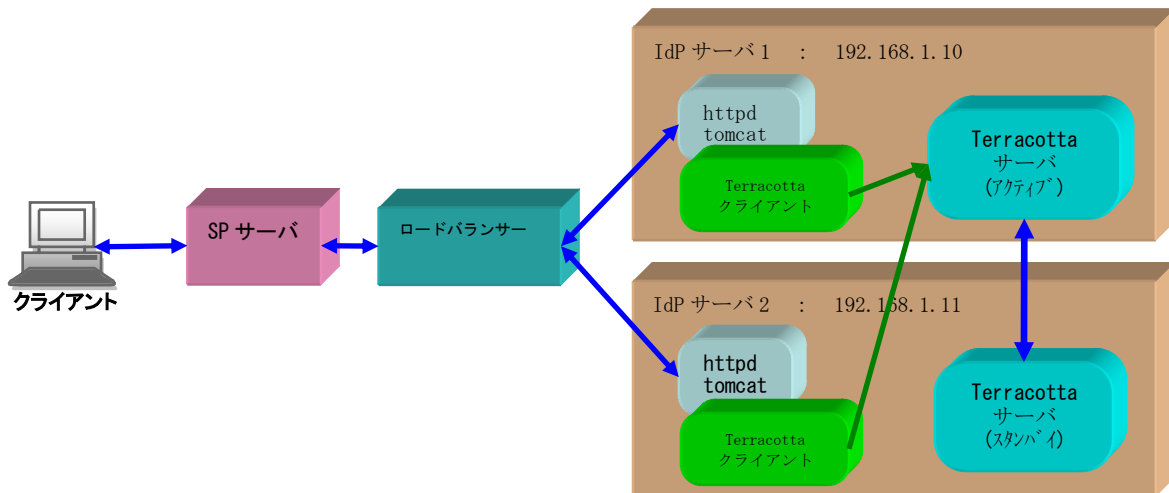 IdP サーバ 1 : 192.168.1.10
httpd
tomcat
Terracotta
クライアント
Terracotta
サーバ
(ｱｸﾃｨﾌﾞ)
SP サーバ
ロードバランサー
クライアント
IdP サーバ 2 : 192.168.1.11
httpd
tomcat
Terracotta
クライアント
Terracotta
サーバ
(ｽﾀﾝﾊﾞｲ)